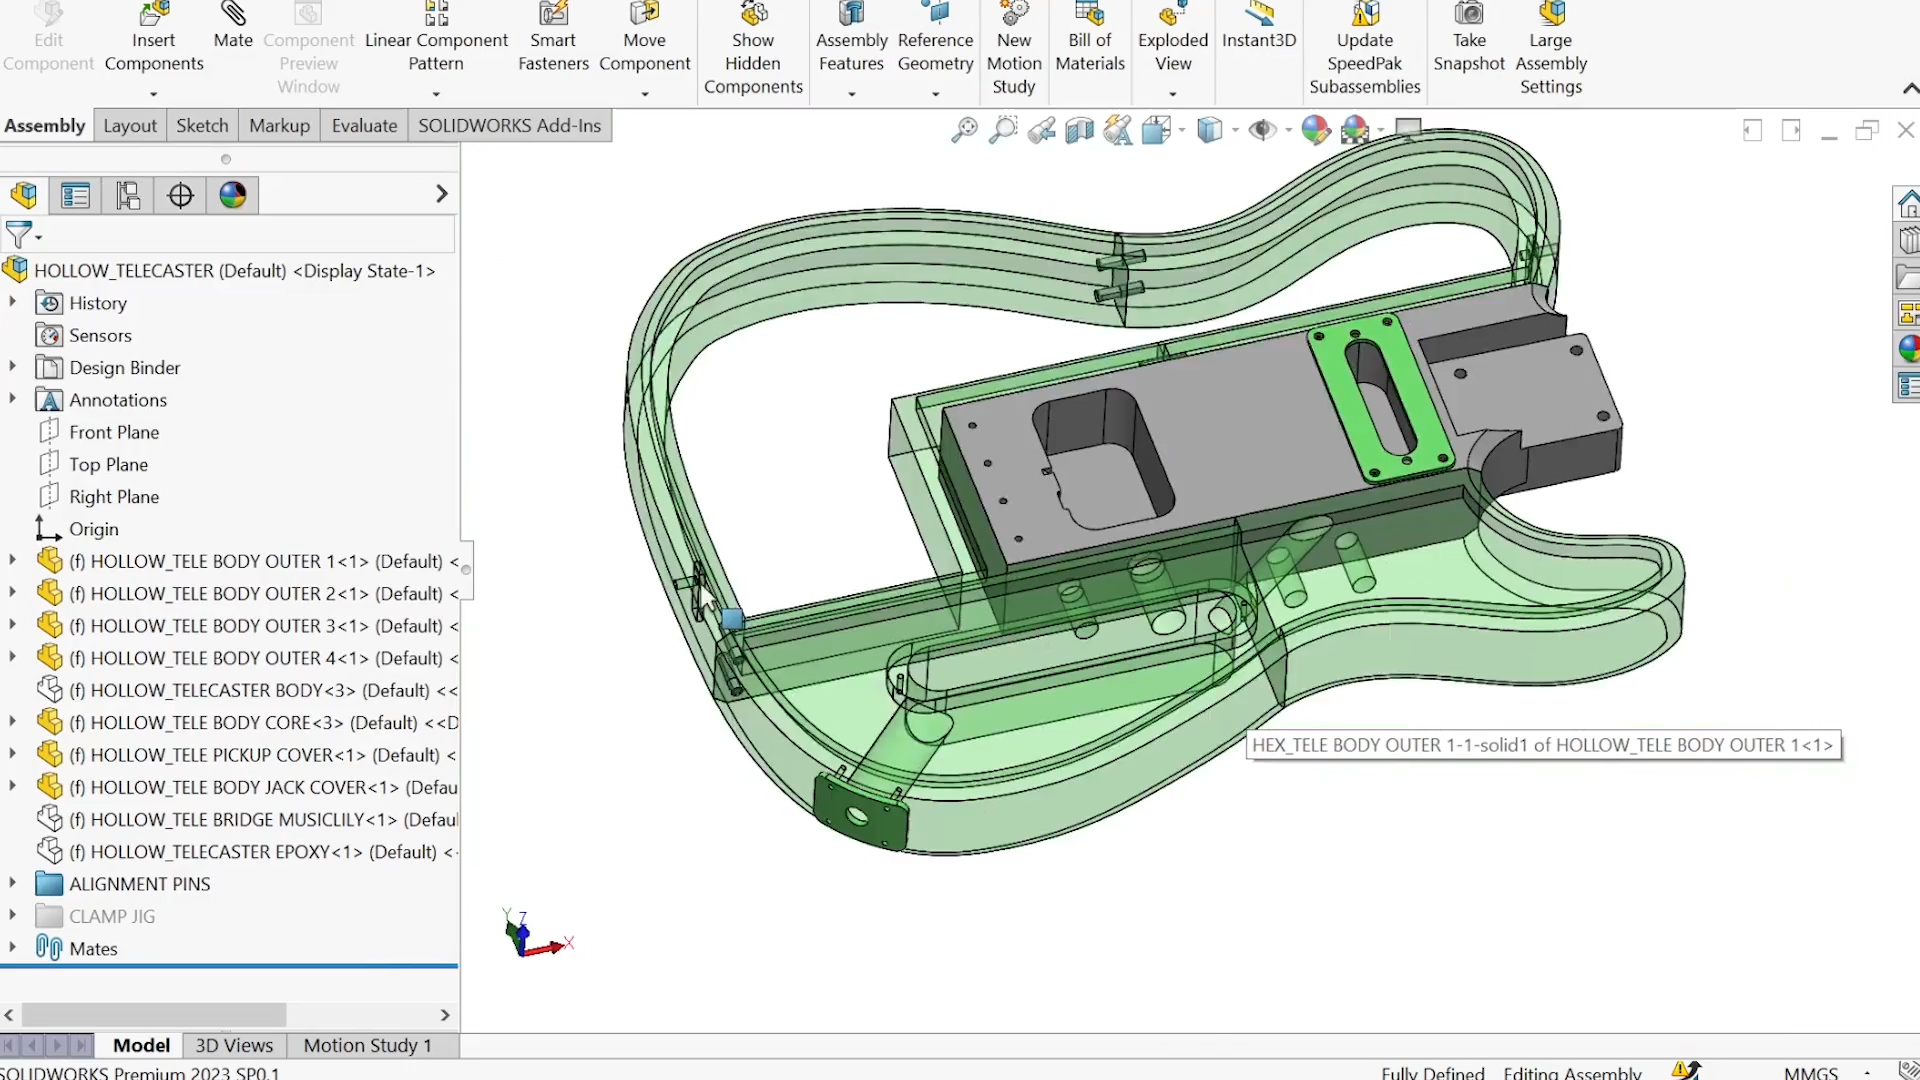 Edit Component
Insert Components
Mate
Component Preview Window
Linear Component Pattern
Smart Fasteners
Move Component
Show Hidden Components
Assembly Features
Reference Geometry
New Motion Study
Bill of Materials
Exploded View
Instant3D
Update SpeedPak Subassemblies
Take Snapshot
Large Assembly Settings
Assembly
Layout
Sketch
Markup
Evaluate
SOLIDWORKS Add-Ins
HOLLOW_TELECASTER (Default) <Display State-1>
History
Sensors
Design Binder
Annotations
Front Plane
Top Plane
Right Plane
Origin
(f) HOLLOW_TELE BODY OUTER 1<1> (Default) <
(f) HOLLOW_TELE BODY OUTER 2<1> (Default) <
(f) HOLLOW_TELE BODY OUTER 3<1> (Default) <
(f) HOLLOW_TELE BODY OUTER 4<1> (Default) <
(f) HOLLOW_TELECASTER BODY<3> (Default) <<
(f) HOLLOW_TELE BODY CORE<3> (Default) <<D
(f) HOLLOW_TELE PICKUP COVER<1> (Default) <
(f) HOLLOW_TELE BODY JACK COVER<1> (Defau
(f) HOLLOW_TELE BRIDGE MUSICLILY<1> (Defaul
(f) HOLLOW_TELECASTER EPOXY<1> (Default) <
ALIGNMENT PINS
CLAMP JIG
Mates
HEX_TELE BODY OUTER 1-1-solid1 of HOLLOW_TELE BODY OUTER 1<1>
Y
Z
X
Model
3D Views
Motion Study 1
SOLIDWORKS Premium 2023 SP0.1
Fully Defined
Editing Assembly
MMGS